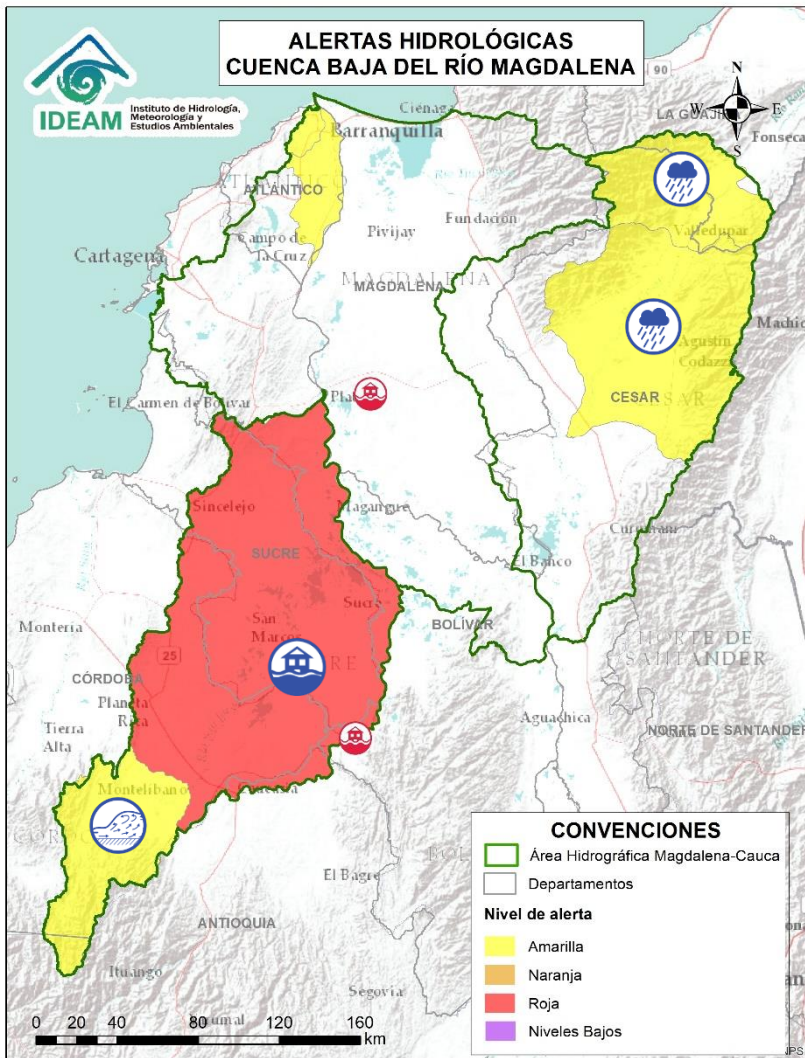 ALERTAS HIDROLÓGICAS
CUENCA BAJA DEL RÍO MAGDALENA
IDEAM
Instituto de Hidrología,
Meteorología y
Estudios Ambientales
N
W
E
S
90
Ciénaga
LA GUAJIRA
Fonseca
Barranquilla
ATLÁNTICO
Pivijay
Fundación
Valledupar
Cartagena
Campo de
la Cruz
MAGDALENA
MAGDALENA
Agustín
Codazzi
El Carmen de Bolívar
Pla
CESAR
Sincelejo
Magangué
Curumaní
SUCRE
El Banco
Sucre
San
Marcos
BOLÍVAR
Montería
25
NORTE DE
SANTANDER
CÓRDOBA
Planeta
Rica
Aguachica
NORTE DE SANTANDER
Tierra
Alta
Montelíbano
Caucasia
El Bagre
ANTIOQUIA
Ituango
Segovia
Yarumal
0 20 40 80 120 160
km
CONVENCIONES
Área Hidrográfica Magdalena-Cauca
Departamentos
Nivel de alerta
Amarilla
Naranja
Roja
Niveles Bajos
JPS